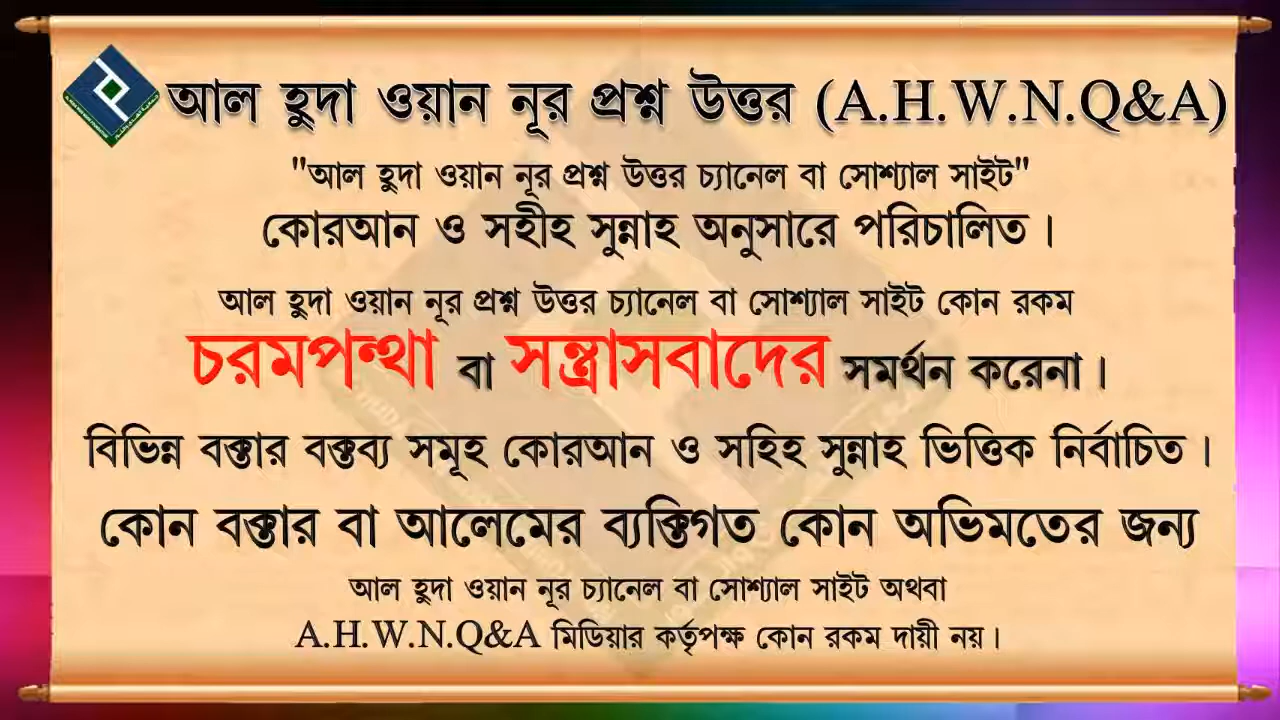 আল হুদা ওয়ান নূর প্রশ্ন উত্তর (A.H.W.N.Q&A)
"আল হুদা ওয়ান নূর প্রশ্ন উত্তর চ্যানেল বা সোশ্যাল সাইট"
কোরআন ও সহীহ সুন্নাহ অনুসারে পরিচালিত।
আল হুদা ওয়ান নূর প্রশ্ন উত্তর চ্যানেল বা সোশ্যাল সাইট কোন রকম
চরমপন্থা বা সন্ত্রাসবাদের সমর্থন করেনা।
বিভিন্ন বক্তার বক্তব্য সমূহ কোরআন ও সহিহ সুন্নাহ ভিত্তিক নির্বাচিত।
কোন বক্তার বা আলেমের ব্যক্তিগত কোন অভিমতের জন্য
আল হুদা ওয়ান নূর চ্যানেল বা সোশ্যাল সাইট অথবা
A.H.W.N.Q&A মিডিয়ার কর্তৃপক্ষ কোন রকম দায়ী নয়।